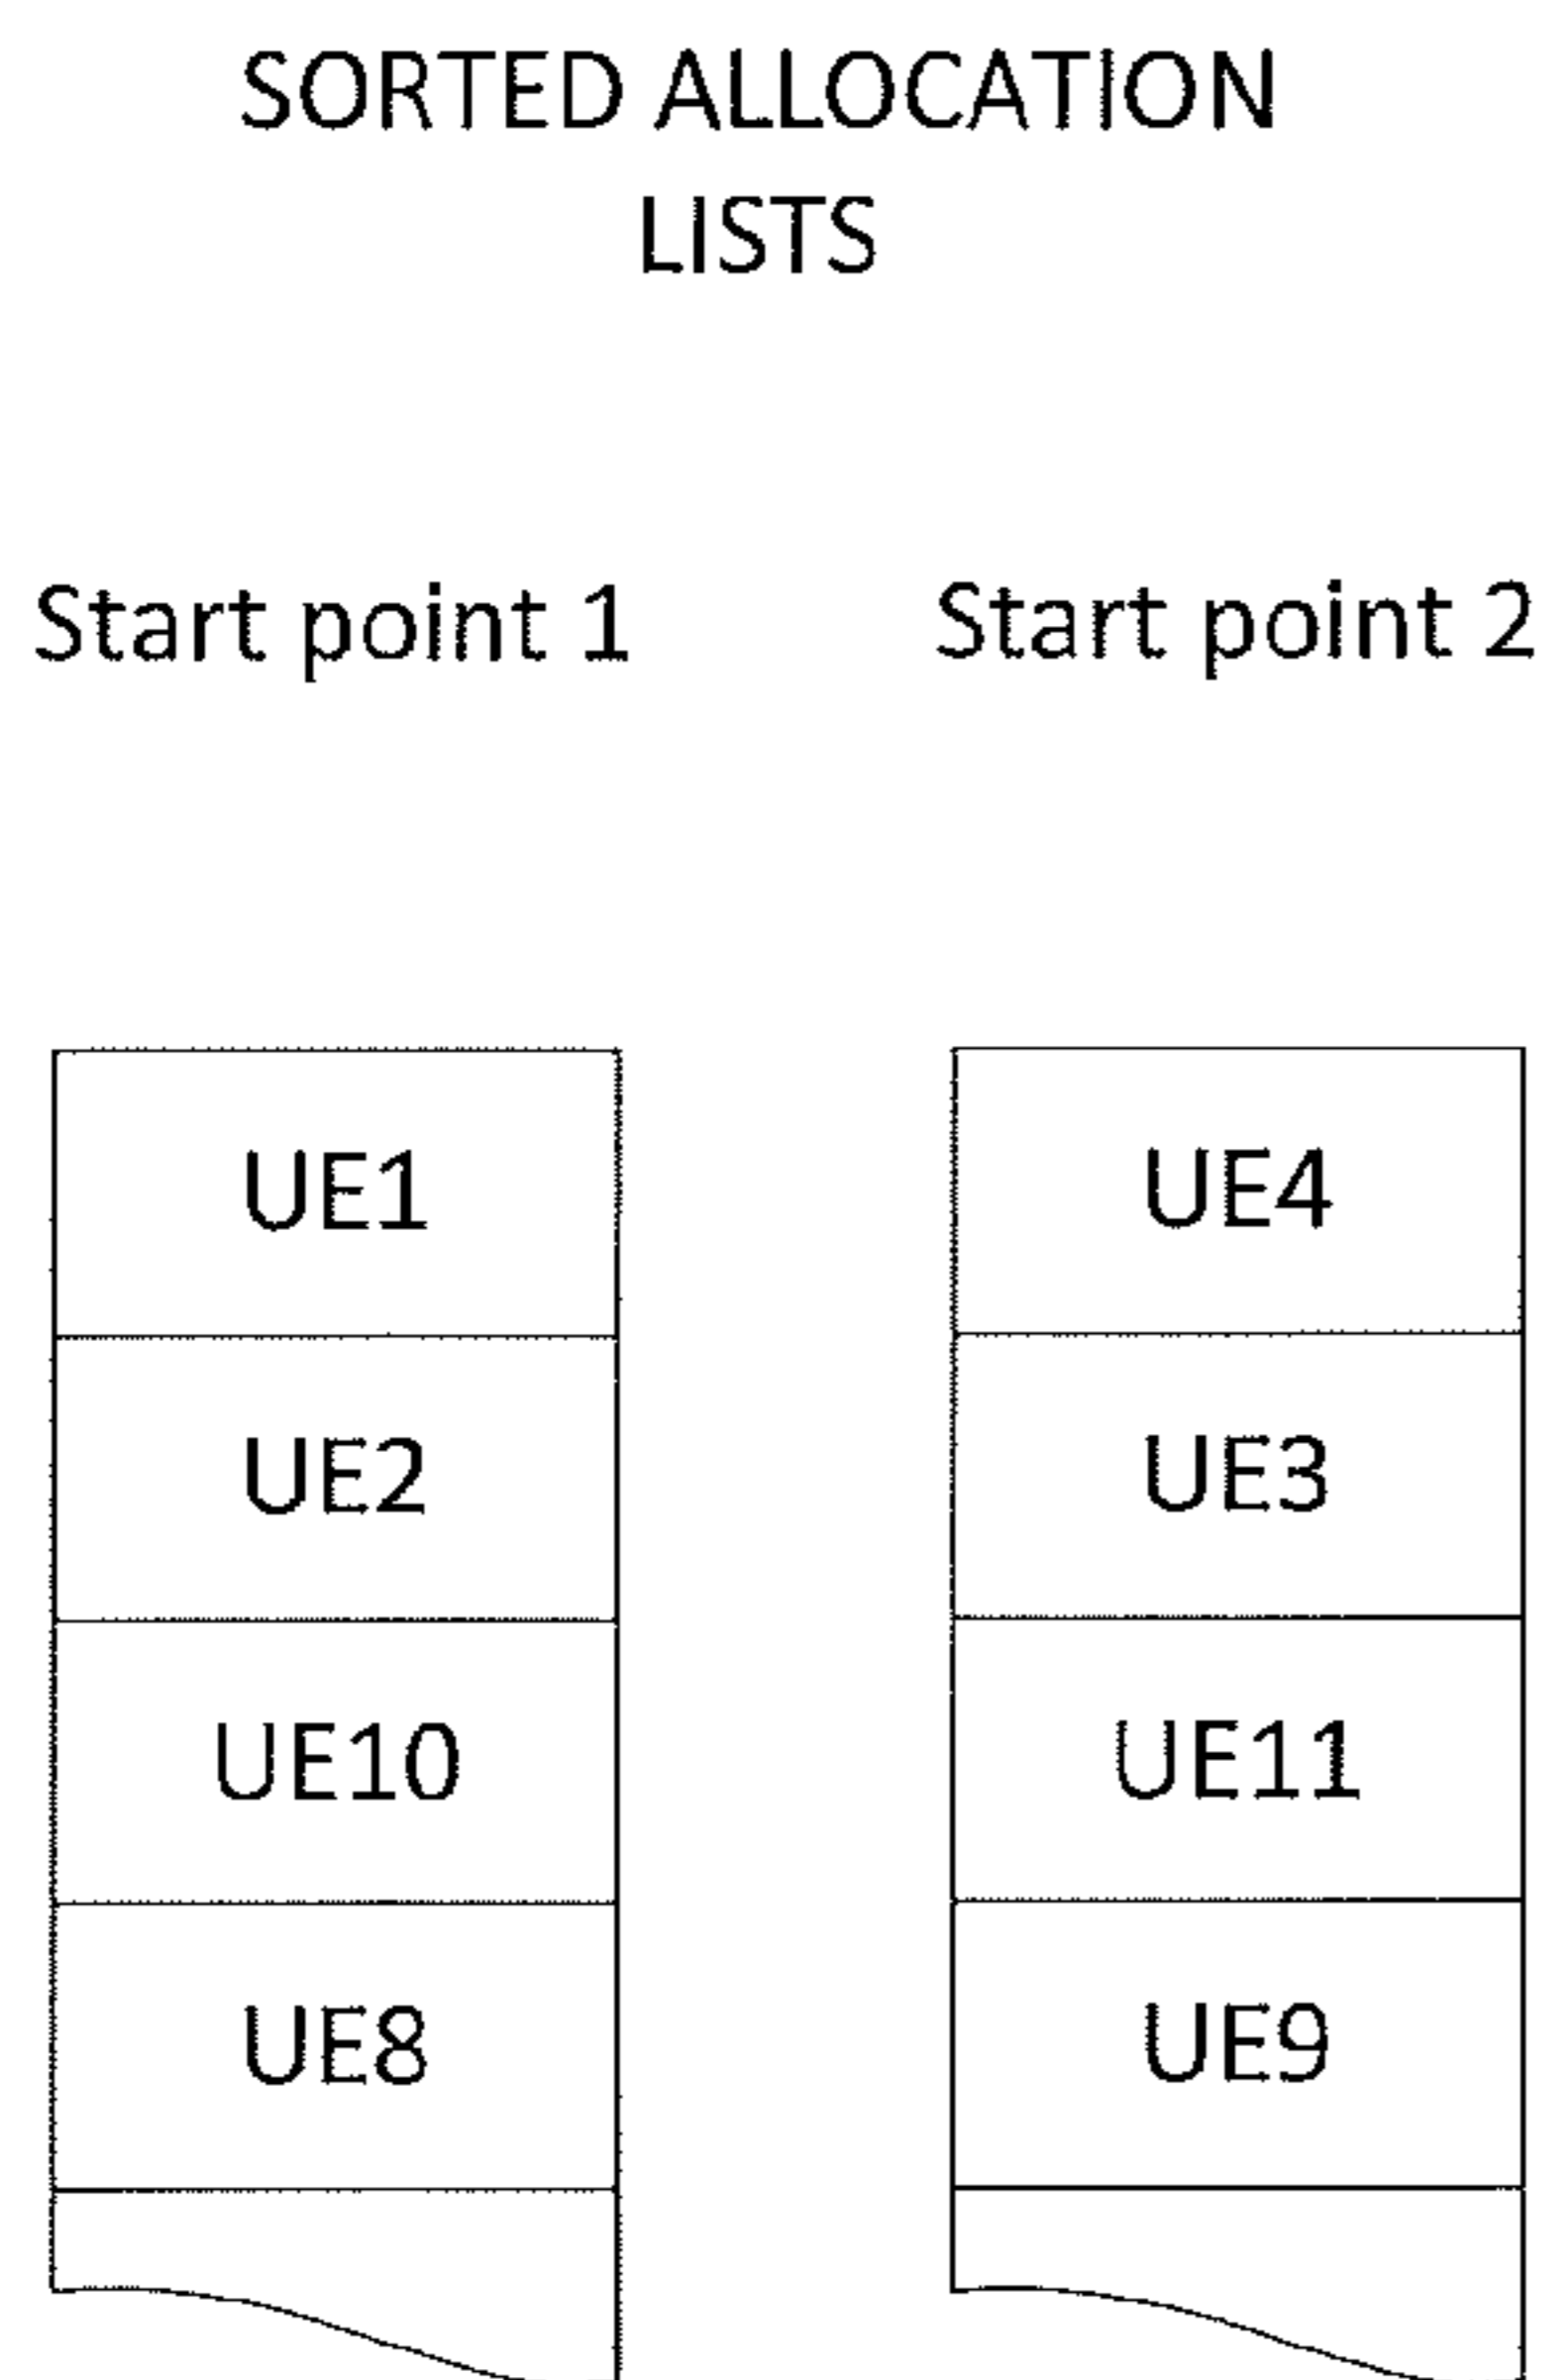 SORTED ALLOCATION
LISTS
Start point 1
Start point 2
UE1
UE4
UE2
UE3
UE10
UE11
UE8
UE9